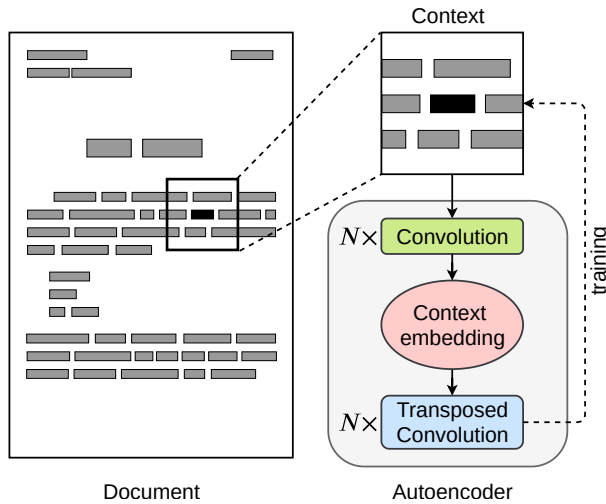 Context
N×
Convolution
Context
embedding
training
N×
Transposed
Convolution
Document
Autoencoder